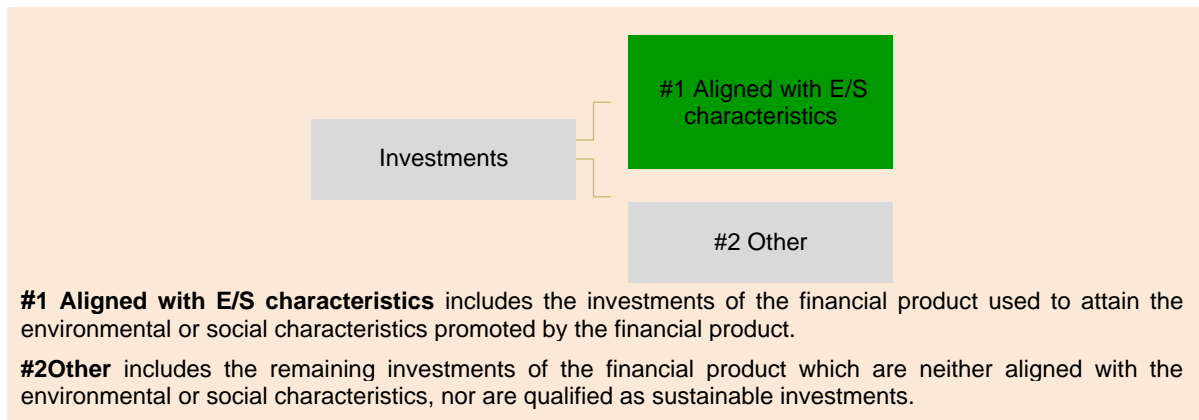 #1 Aligned with E/S
characteristics
Investments
#2 Other
#1 Aligned with E/S characteristics includes the investments of the financial product used to attain the
environmental or social characteristics promoted by the financial product.
#2Other includes the remaining investments of the financial product which are neither aligned with the
environmental or social characteristics, nor are qualified as sustainable investments.